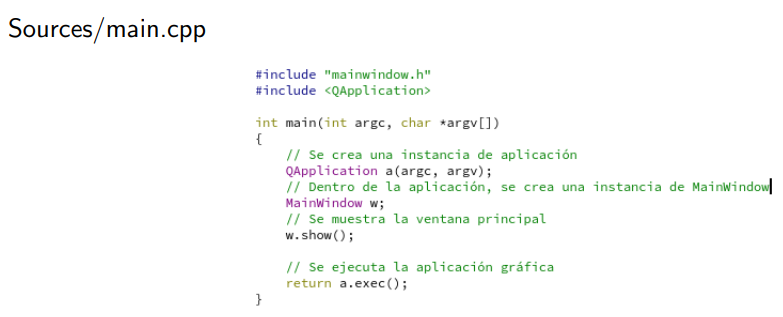 Sources/main.cpp
#include "mainwindow.h"
#include <QApplication>
int main(int argc, char *argv[])
{
// Se crea una instancia de aplicación
QApplication a(argc, argv);
// Dentro de la aplicación, se crea una instancia de MainWindow
MainWindow w;
// Se muestra la ventana principal
w.show();
// Se ejecuta la aplicación gráfica
return a.exec();
}